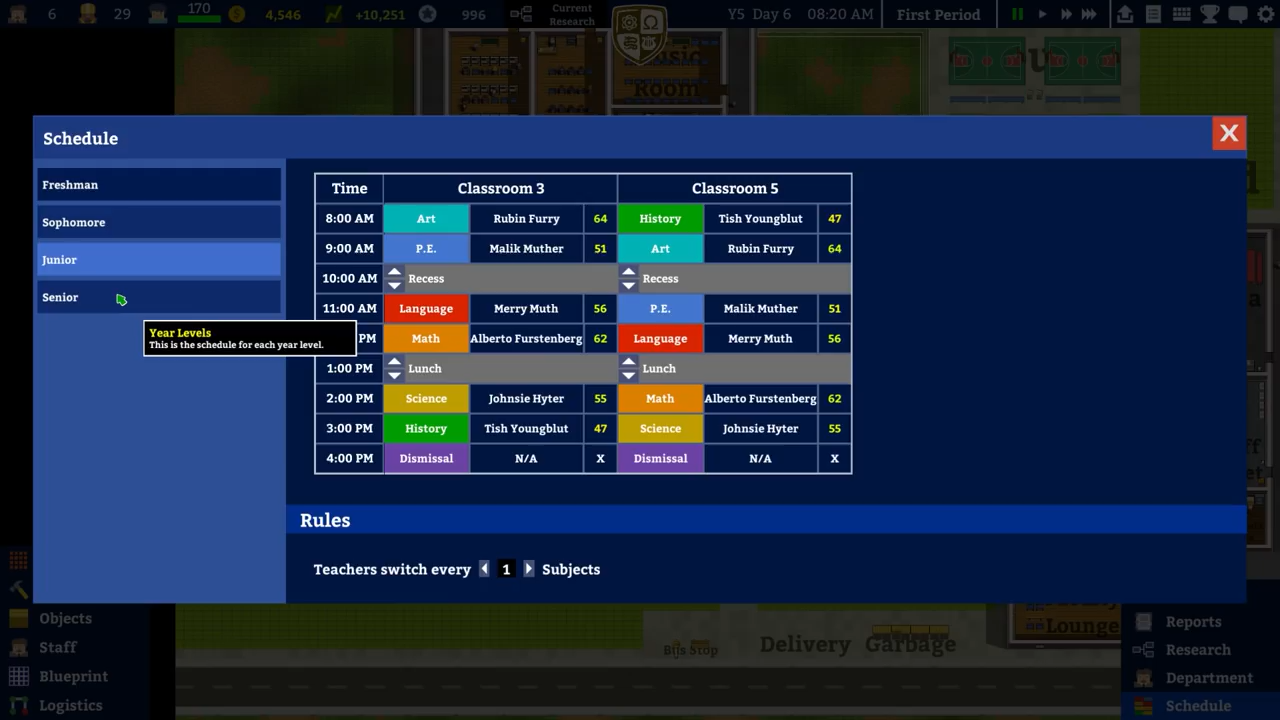 6 29 170 4,546 +10,251 996 Current Research Y5 Day 6 08:20 AM First Period
Music
Room
Schedule X
Freshman
Sophomore
Junior
Senior
Year Levels
This is the schedule for each year level.
Time Classroom 3 Classroom 5
8:00 AM Art Rubin Furry 64 History Tish Youngblut 47
9:00 AM P.E. Malik Muther 51 Art Rubin Furry 64
10:00 AM Recess Recess
11:00 AM Language Merry Muth 56 P.E. Malik Muther 51
PM Math Alberto Furstenberg 62 Language Merry Muth 56
1:00 PM Lunch Lunch
2:00 PM Science Johnsie Hyter 55 Math Alberto Furstenberg 62
3:00 PM History Tish Youngblut 47 Science Johnsie Hyter 55
4:00 PM Dismissal N/A X Dismissal N/A X
Rules
Teachers switch every 1 Subjects
Objects
Staff
Blueprint
Logistics
Bus Stop
Delivery Garbage
Lounge
Reports
Research
Department
Schedule